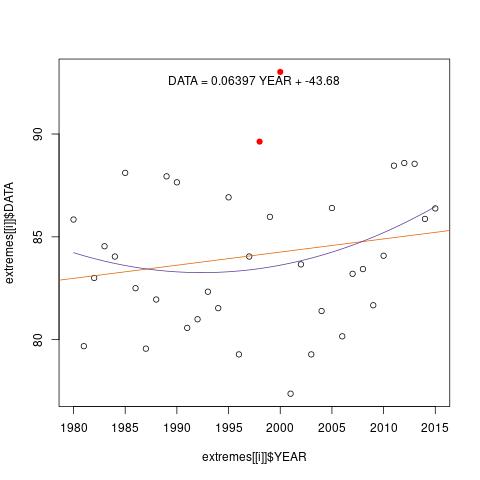 DATA = 0.06397 YEAR + -43.68
90
85
80
extremes[[i]]$DATA
1980 1985 1990 1995 2000 2005 2010 2015
extremes[[i]]$YEAR